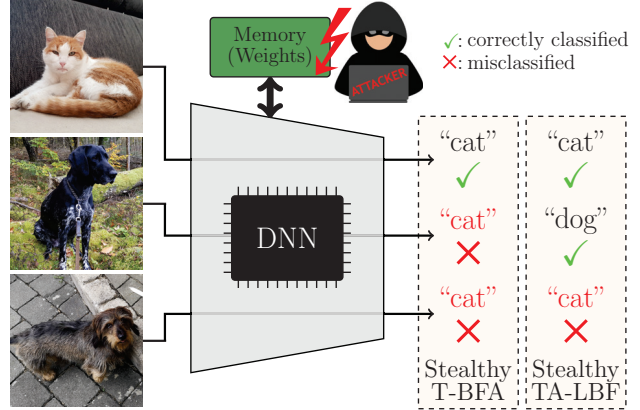 Memory
(Weights)
ATTACKER
✓: correctly classified
✕: misclassified
DNN
“cat”
“cat”
“cat”
“dog”
“cat”
“cat”
Stealthy
T-BFA
Stealthy
TA-LBF